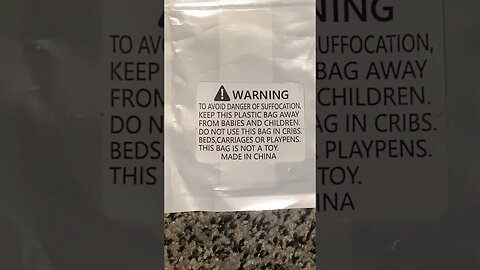 ⚠ WARNING
TO AVOID DANGER OF SUFFOCATION,
KEEP THIS PLASTIC BAG AWAY
FROM BABIES AND CHILDREN.
DO NOT USE THIS BAG IN CRIBS.
BEDS,CARRIAGES OR PLAYPENS.
THIS BAG IS NOT A TOY.
MADE IN CHINA